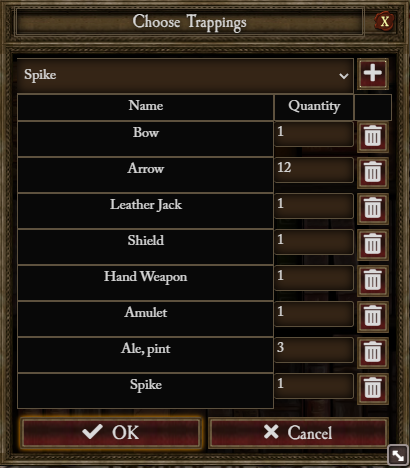 Choose Trappings X
Spike
Name Quantity
Bow 1
Arrow 12
Leather Jack 1
Shield 1
Hand Weapon 1
Amulet 1
Ale, pint 3
Spike 1
OK Cancel